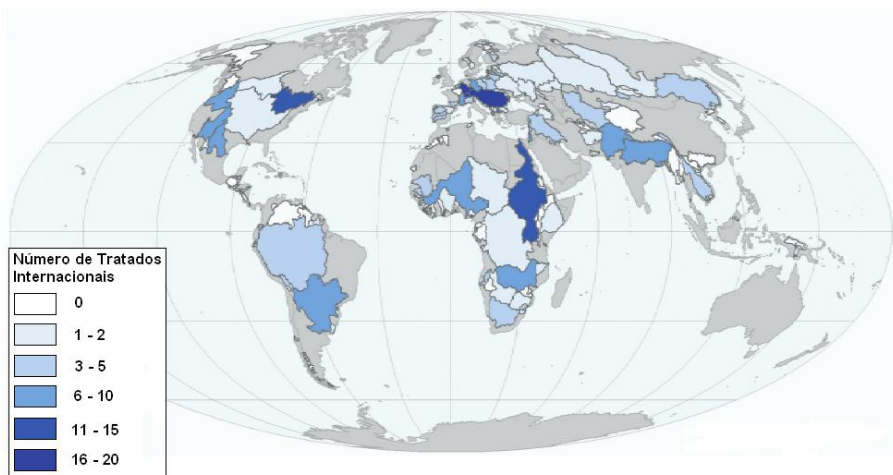 Número de Tratados
Internacionais
0
1 - 2
3 - 5
6 - 10
11 - 15
16 - 20